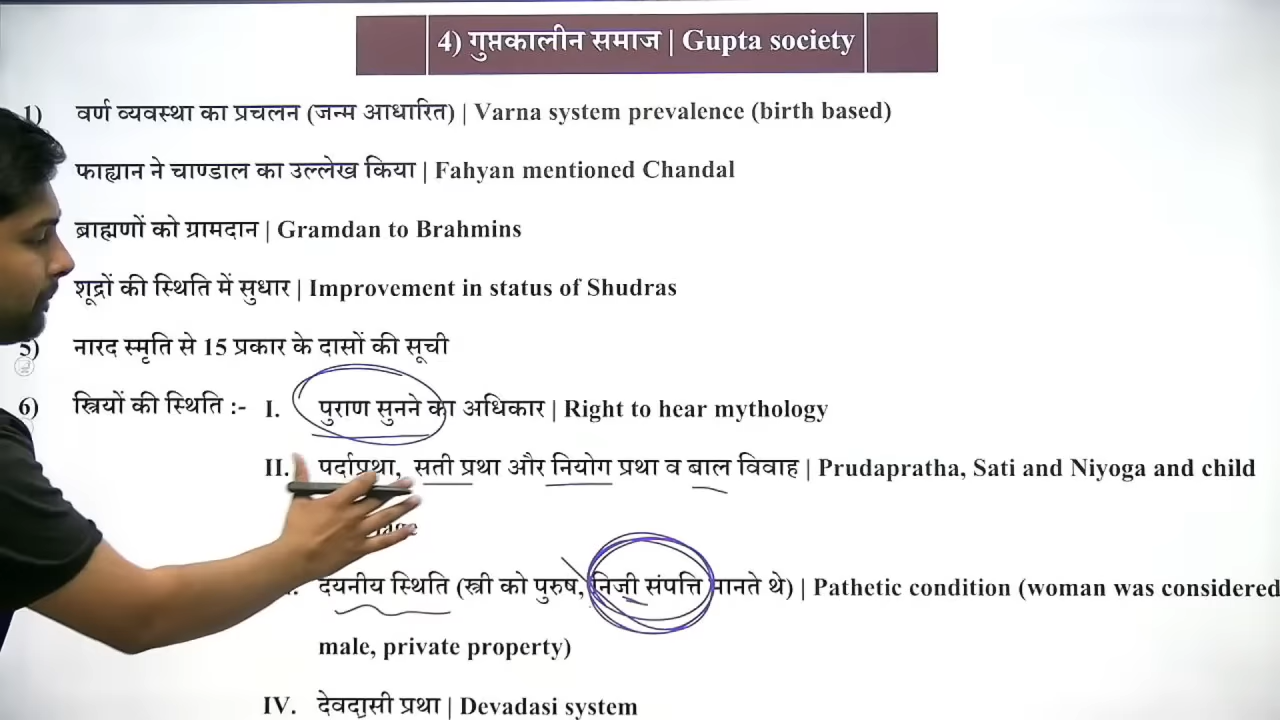 4) गुप्तकालीन समाज | Gupta society
1) वर्ण व्यवस्था का प्रचलन (जन्म आधारित) | Varna system prevalence (birth based)
फाह्यान ने चाण्डाल का उल्लेख किया | Fahyan mentioned Chandal
ब्राह्मणों को ग्रामदान | Gramdan to Brahmins
शूद्रों की स्थिति में सुधार | Improvement in status of Shudras
5) नारद स्मृति से 15 प्रकार के दासों की सूची
6) स्त्रियों की स्थिति :- I. पुराण सुनने का अधिकार | Right to hear mythology
II. पर्दाप्रथा, सती प्रथा और नियोग प्रथा व बाल विवाह | Prudapratha, Sati and Niyoga and child
दयनीय स्थिति (स्त्री को पुरुष, निजी संपत्ति मानते थे) | Pathetic condition (woman was considered
male, private property)
IV. देवदासी प्रथा | Devadasi system